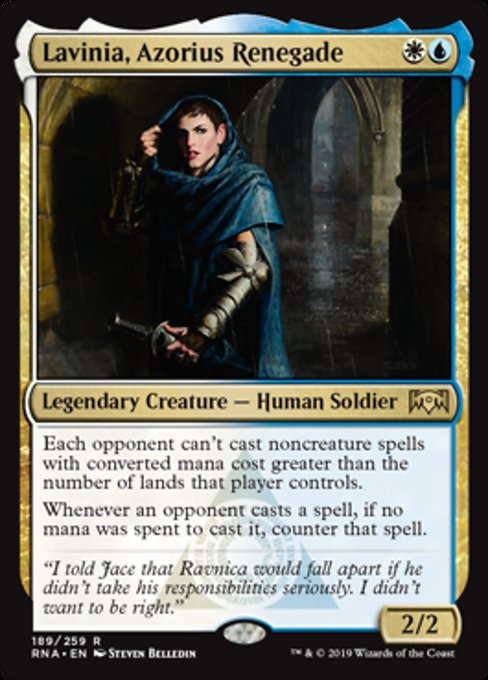 Lavinia, Azorius Renegade
Legendary Creature — Human Soldier
Each opponent can't cast noncreature spells
with converted mana cost greater than the
number of lands that player controls.
Whenever an opponent casts a spell, if no
mana was spent to cast it, counter that spell.
“I told Jace that Ravnica would fall apart if he
didn't take his responsibilities seriously. I didn't
want to be right.”
2/2
189/259 R
RNA • EN Steven Belledin
™ & © 2019 Wizards of the Coast